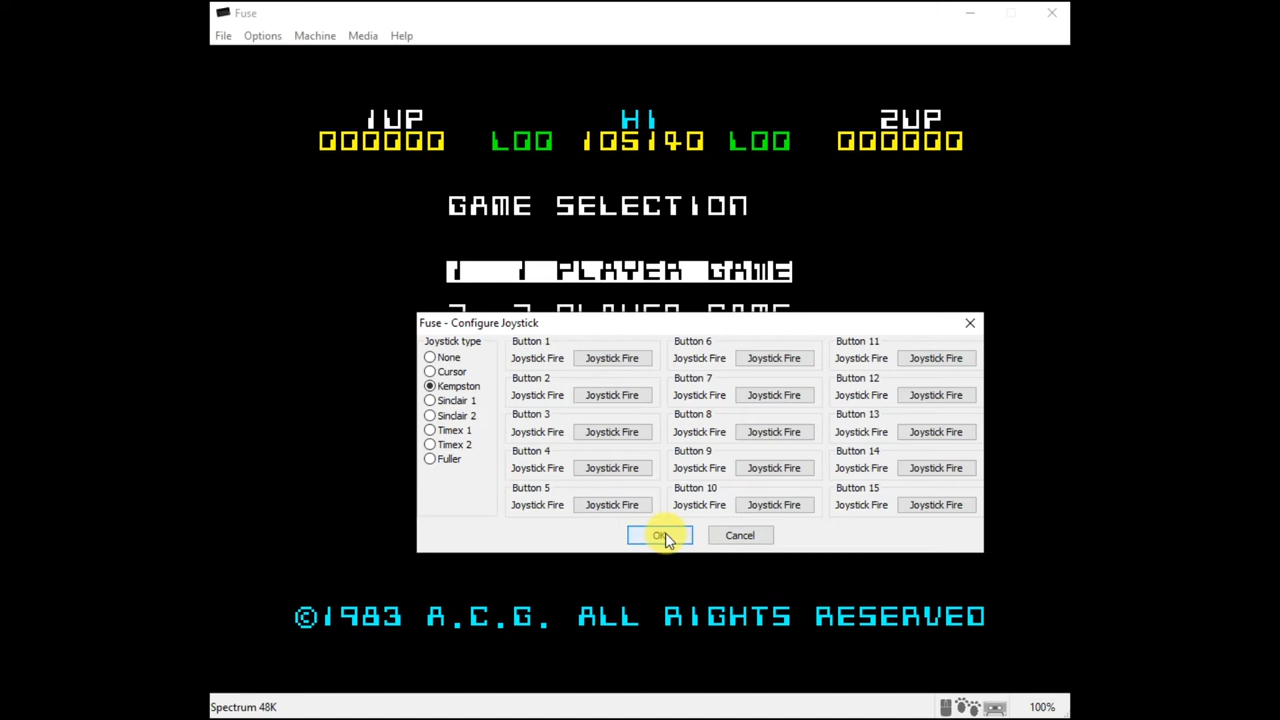 Fuse
File Options Machine Media Help
1UP HI 2UP
000000 L00 105140 L00 000000
GAME SELECTION
1 1 PLAYER GAME
2 2 PLAYER GAME
Fuse - Configure Joystick
Joystick type
None
Cursor
Kempston
Sinclair 1
Sinclair 2
Timex 1
Timex 2
Fuller
Button 1
Joystick Fire Joystick Fire
Button 2
Joystick Fire Joystick Fire
Button 3
Joystick Fire Joystick Fire
Button 4
Joystick Fire Joystick Fire
Button 5
Joystick Fire Joystick Fire
Button 6
Joystick Fire Joystick Fire
Button 7
Joystick Fire Joystick Fire
Button 8
Joystick Fire Joystick Fire
Button 9
Joystick Fire Joystick Fire
Button 10
Joystick Fire Joystick Fire
Button 11
Joystick Fire Joystick Fire
Button 12
Joystick Fire Joystick Fire
Button 13
Joystick Fire Joystick Fire
Button 14
Joystick Fire Joystick Fire
Button 15
Joystick Fire Joystick Fire
OK Cancel
©1983 A.C.G. ALL RIGHTS RESERVED
Spectrum 48K 100%